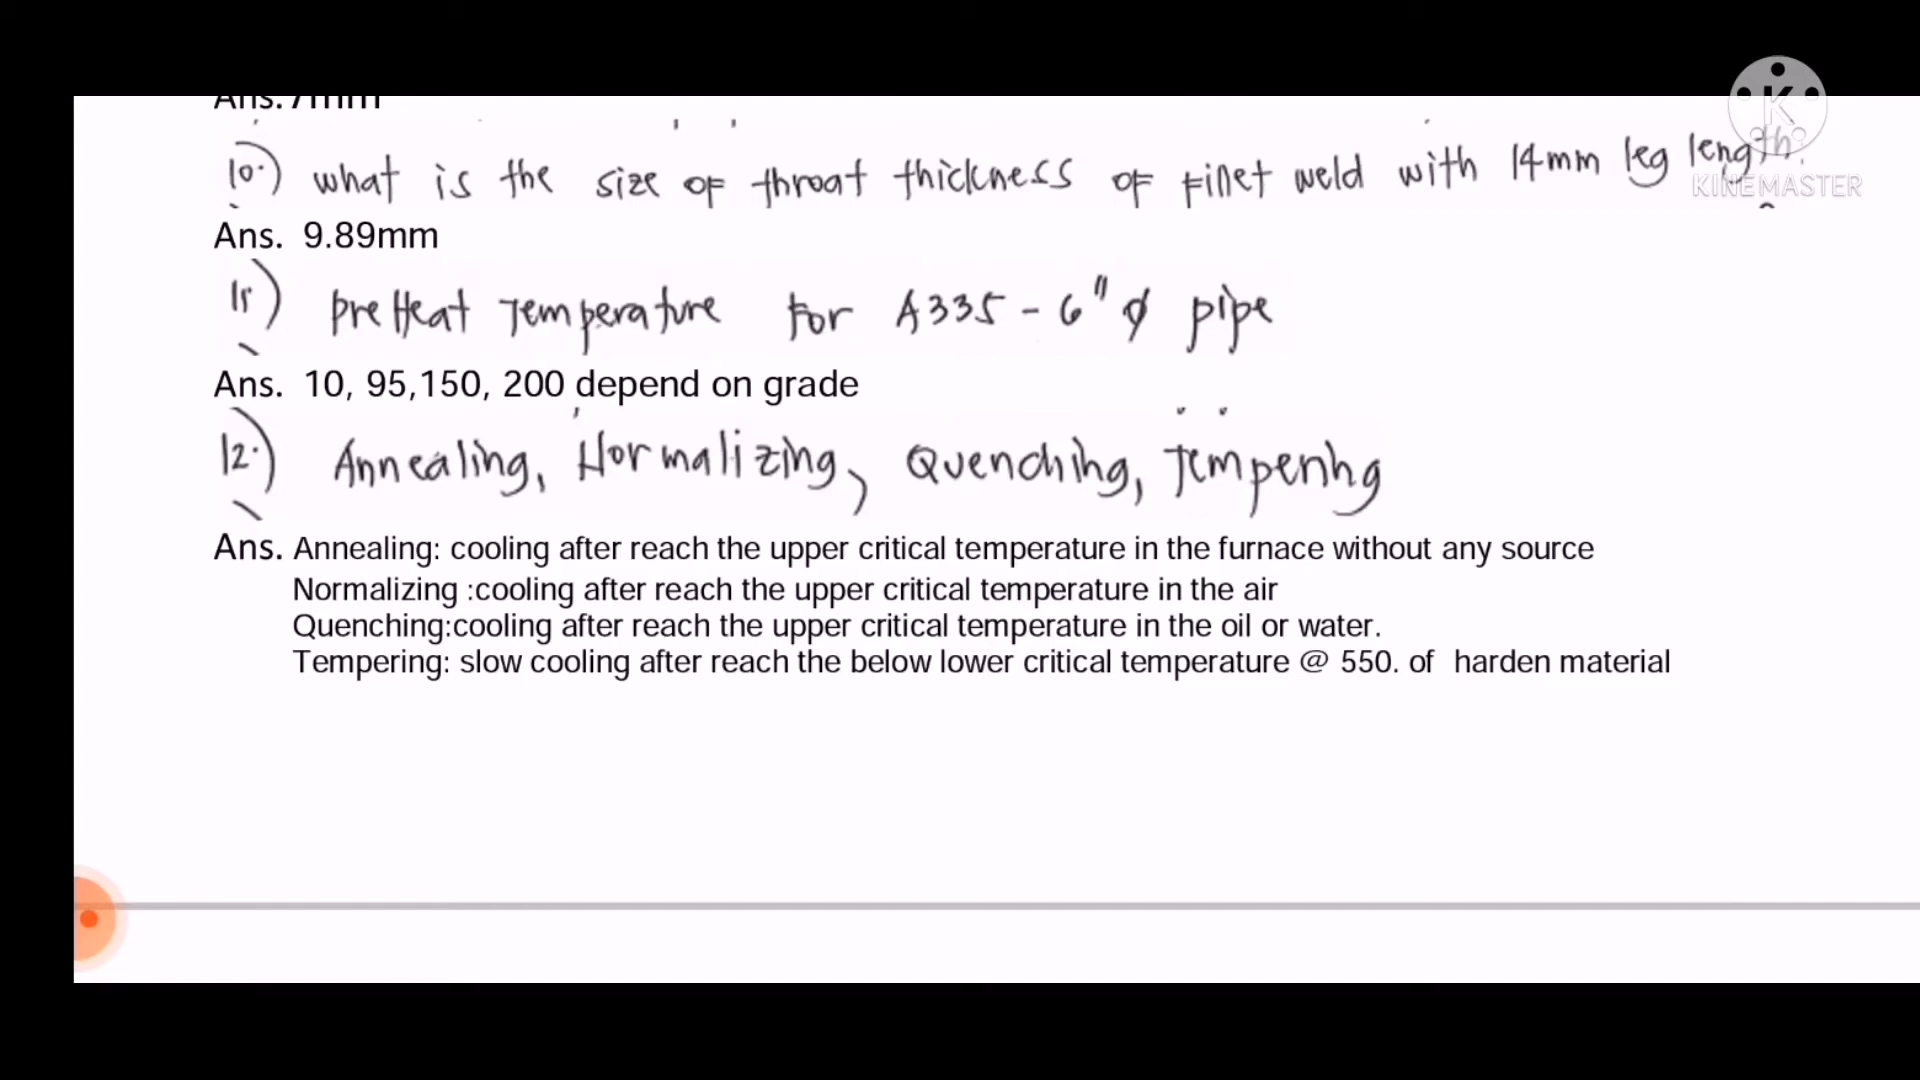 Ans. 7mm
10.) what is the size of throat thickness of fillet weld with 14mm leg length.
K
KINEMASTER
Ans. 9.89mm
11) PreHeat Temperature for A335 - 6" ϕ pipe
Ans. 10, 95,150, 200 depend on grade
12.) Annealing, Normalizing, Quenching, Tempering
Ans. Annealing: cooling after reach the upper critical temperature in the furnace without any source
Normalizing :cooling after reach the upper critical temperature in the air
Quenching:cooling after reach the upper critical temperature in the oil or water.
Tempering: slow cooling after reach the below lower critical temperature @ 550. of harden material